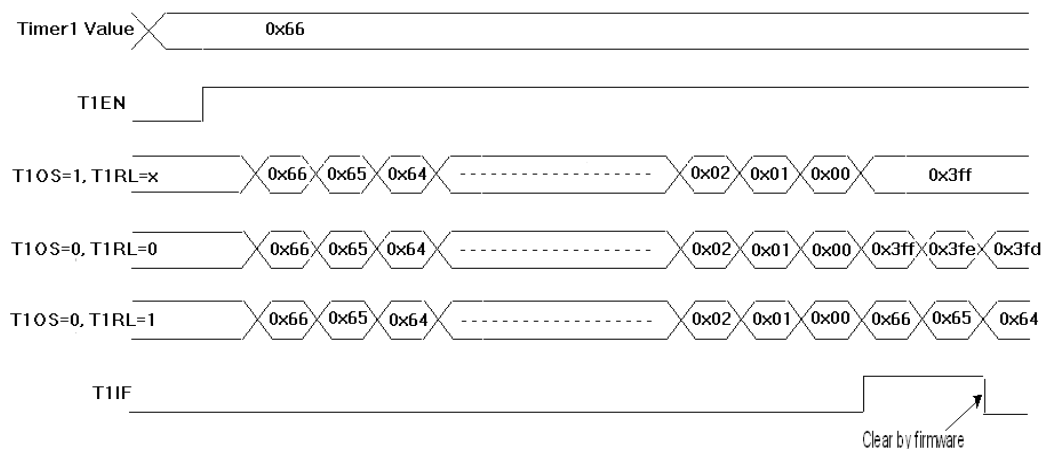 Timer1 Value 0x66
T1EN
T1OS=1, T1RL=x 0x66 0x65 0x64 0x02 0x01 0x00 0x3ff
T1OS=0, T1RL=0 0x66 0x65 0x64 0x02 0x01 0x00 0x3ff 0x3fe 0x3fd
T1OS=0, T1RL=1 0x66 0x65 0x64 0x02 0x01 0x00 0x66 0x65 0x64
T1IF
Clear by firmware